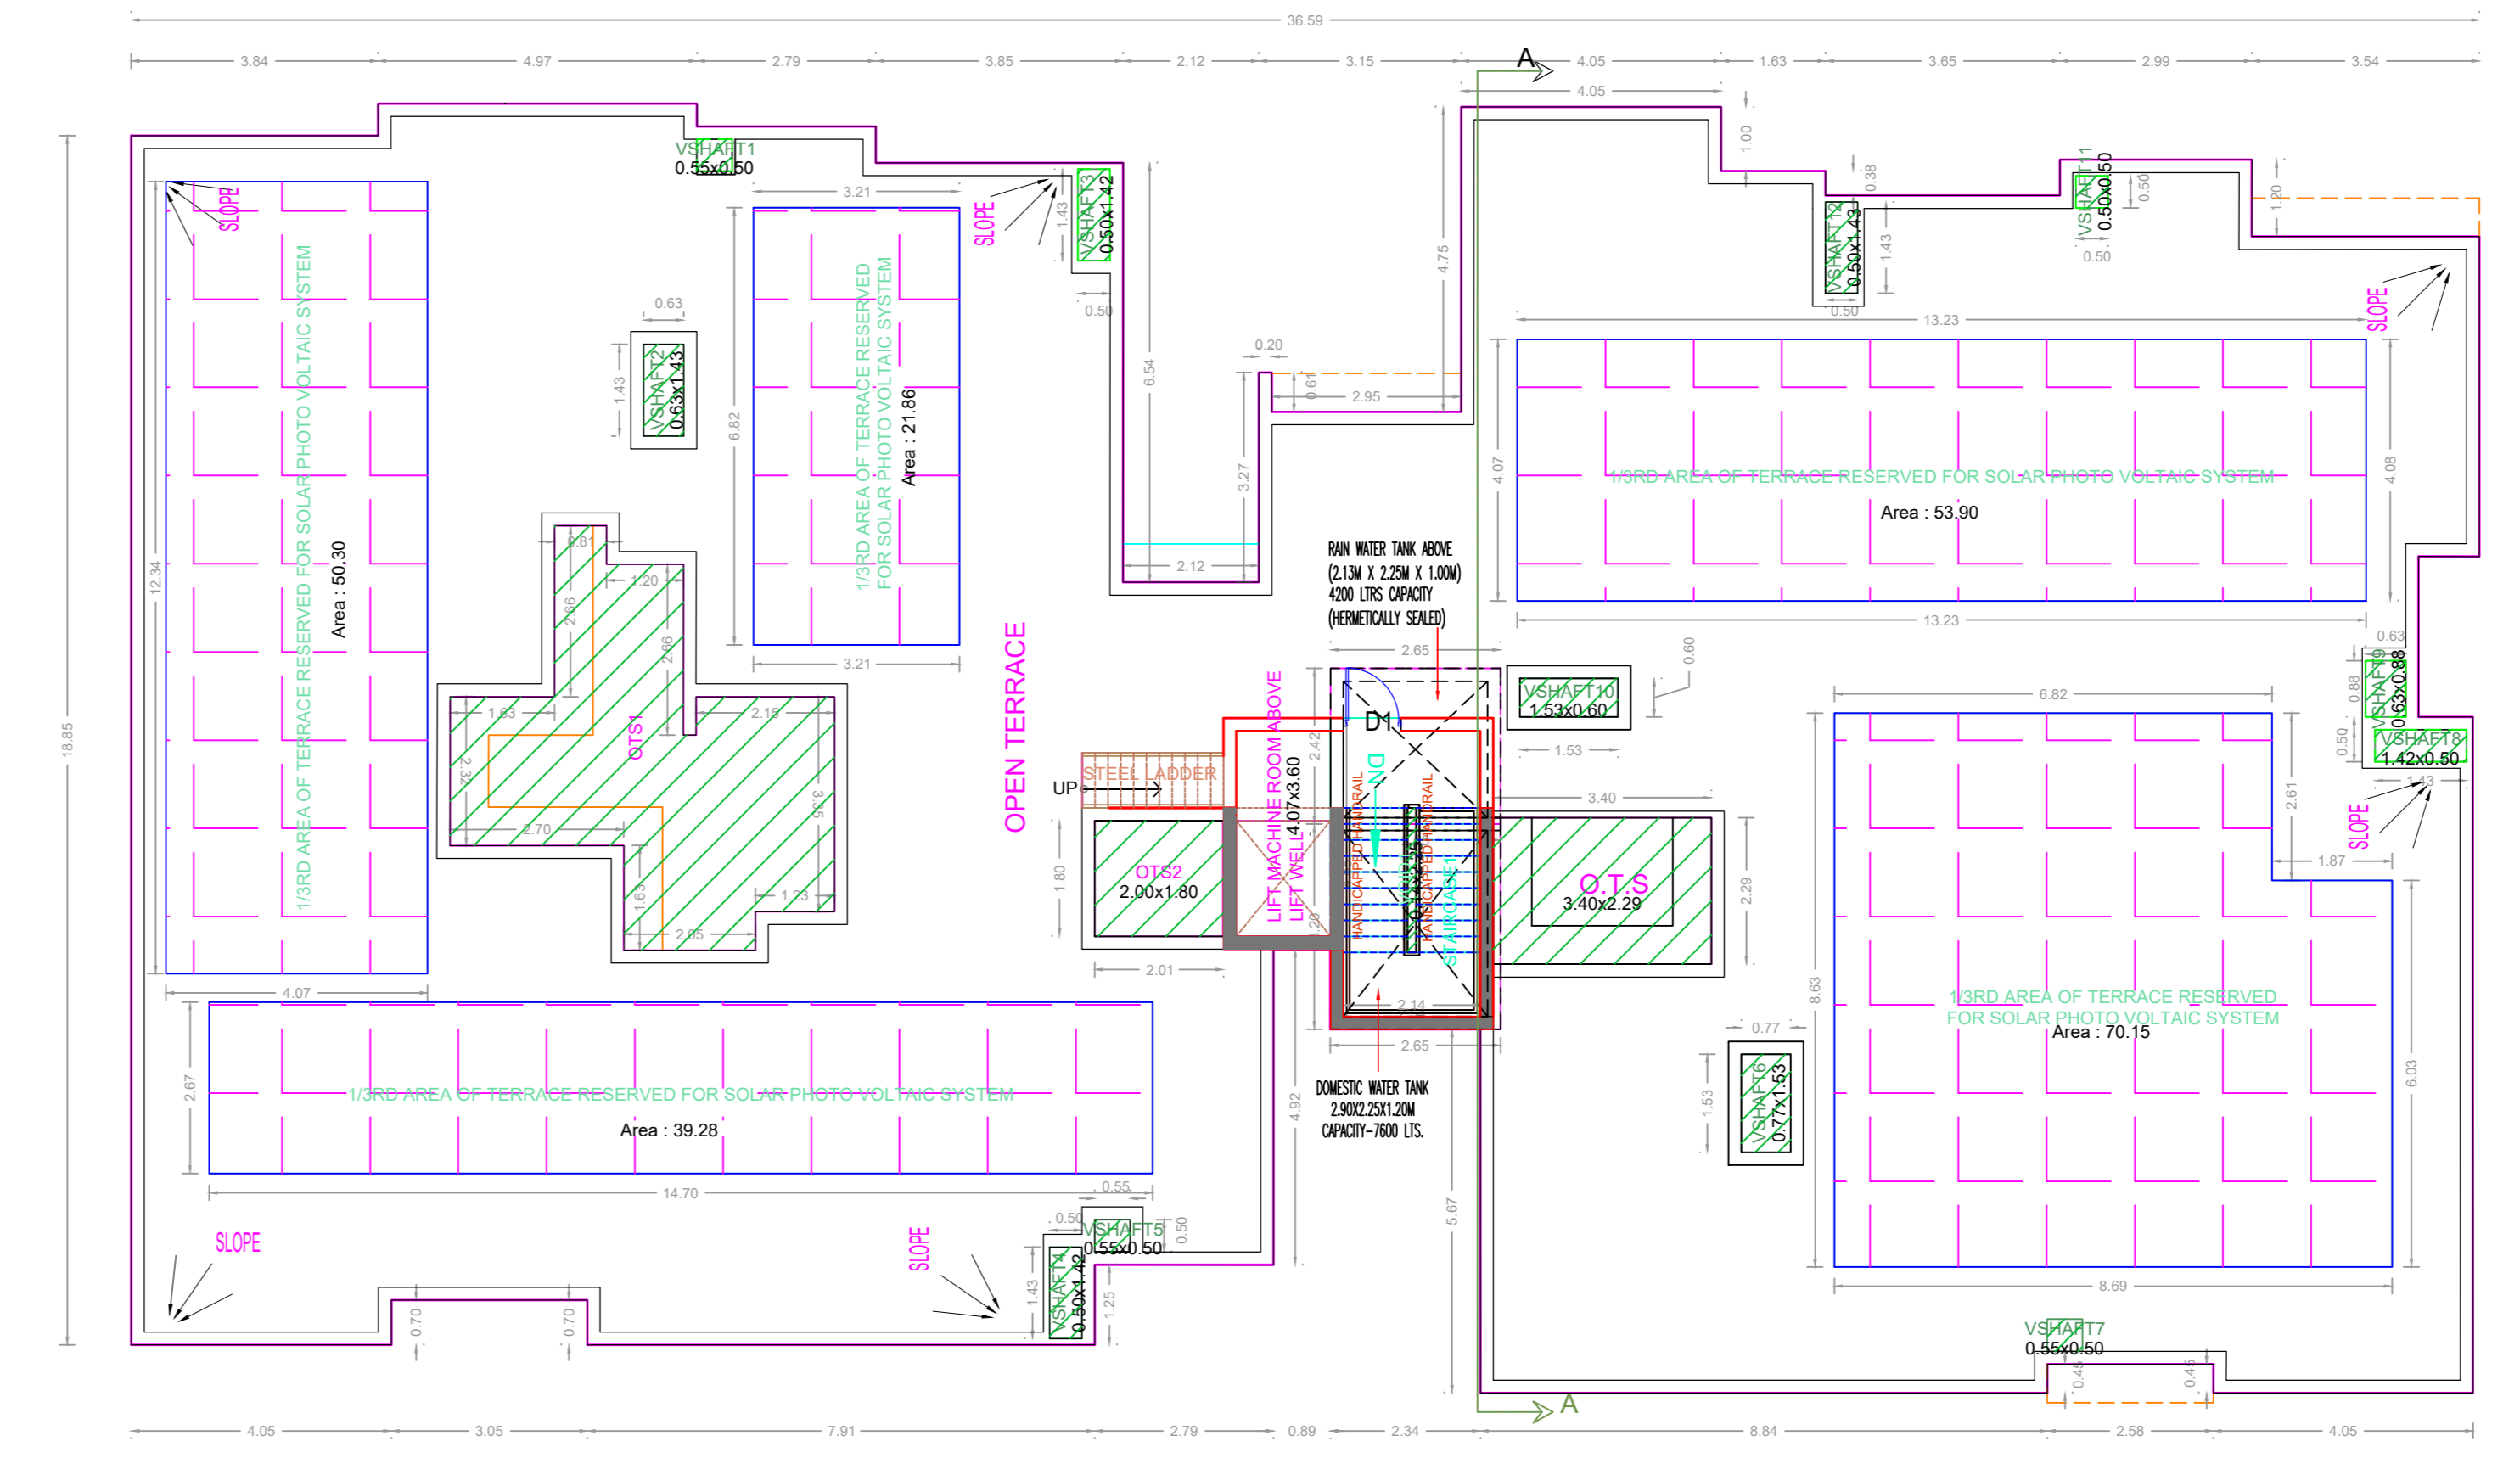 36.59
3.84
4.97
2.79
3.85
2.12
3.15
A
4.05
1.63
3.65
2.99
3.54
4.05
1.00
0.38
1.20
VSHAFT1
0.55x0.50
SLOPE
3.21
SLOPE
1.43
VSHAFT3
0.50x1.42
0.50
VSHAFT12
0.50x1.43
1.43
0.50
VSHAFT11
0.50x0.50
0.50
0.50
SLOPE
4.75
6.54
0.63
1.43
VSHAFT2
0.63x1.43
6.82
1/3RD AREA OF TERRACE RESERVED
FOR SOLAR PHOTO VOLTAIC SYSTEM
Area : 21.86
3.21
0.20
0.61
2.95
3.27
2.12
13.23
4.07
1/3RD AREA OF TERRACE RESERVED FOR SOLAR PHOTO VOLTAIC SYSTEM
Area : 53.90
4.08
13.23
18.85
12.34
1/3RD AREA OF TERRACE RESERVED FOR SOLAR PHOTO VOLTAIC SYSTEM
Area : 50,30
4.07
0.81
1.20
2.66
2.66
1.63
2.15
OTS1
2.32
3.35
2.70
1.63
1.23
2.05
OPEN TERRACE
RAIN WATER TANK ABOVE
(2.13M X 2.25M X 1.00M)
4200 LTRS CAPACITY
(HERMETICALLY SEALED)
2.65
0.60
VSHAFT10
1.53x0.60
1.53
D1
2.42
DN
STEEL LADDER
UP
LIFT MACHINE ROOM ABOVE
LIFT WELL
4.07x3.60
HANDICAPPED HANDRAIL
HANDICAPPED HANDRAIL
STAIRCASE1
1.80
OTS2
2.00x1.80
2.01
3.40
O.T.S
3.40x2.29
2.29
2.14
2.65
0.63
0.88
VSHAFT9
0.63x0.88
0.50
VSHAFT8
1.42x0.50
1.43
SLOPE
6.82
2.61
1.87
8.63
1/3RD AREA OF TERRACE RESERVED
FOR SOLAR PHOTO VOLTAIC SYSTEM
Area : 70.15
6.03
8.69
0.77
1.53
VSHAFT6
0.77x1.53
DOMESTIC WATER TANK
2.90X2.25X1.20M
CAPACITY-7600 LTS.
4.92
5.67
2.67
1/3RD AREA OF TERRACE RESERVED FOR SOLAR PHOTO VOLTAIC SYSTEM
Area : 39.28
14.70
0.55
0.50
VSHAFT5
0.55x0.50
0.50
1.43
VSHAFT4
0.50x1.42
1.25
SLOPE
SLOPE
0.70
0.70
VSHAFT7
0.55x0.50
0.45
0.45
A
4.05
3.05
7.91
2.79
0.89
2.34
8.84
2.58
4.05